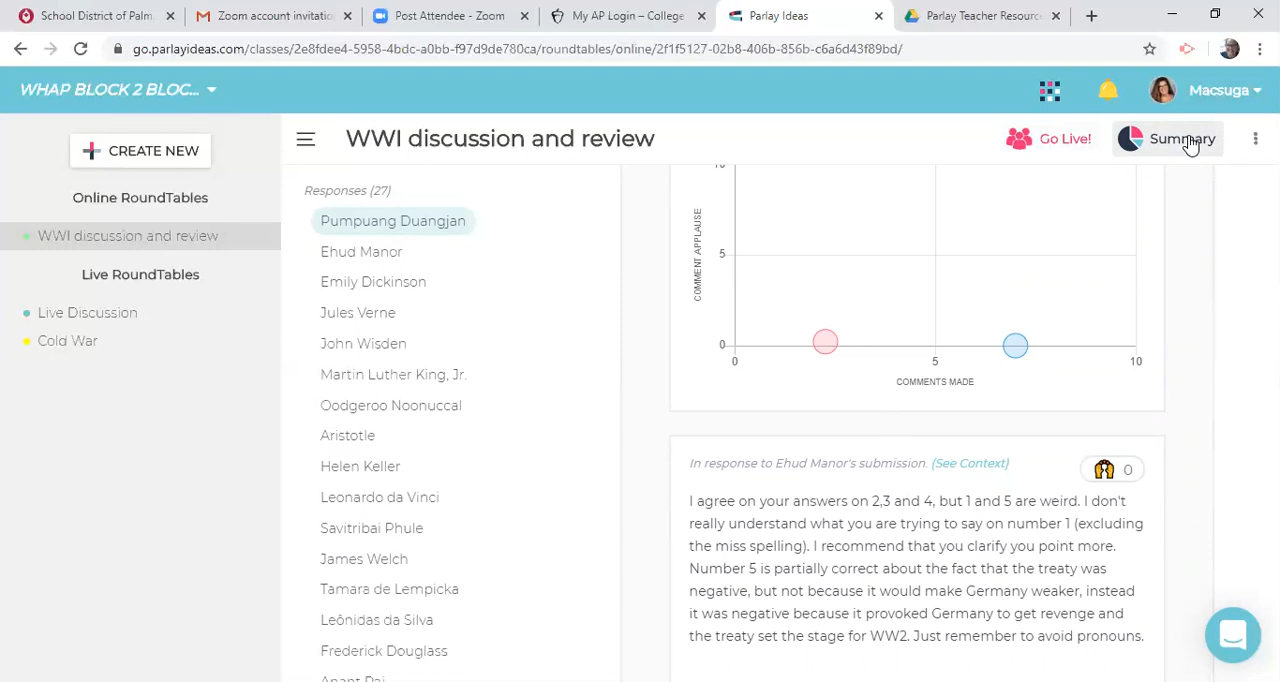 School District of Palm
Zoom account invitatio
Post Attendee - Zoom
My AP Login – College
Parlay Ideas
Parlay Teacher Resourc
go.parlayideas.com/classes/2e8fdee4-5958-4bdc-a0bb-f97d9de780ca/roundtables/online/2f1f5127-02b8-406b-856b-c6a6d43f89bd/
WHAP BLOCK 2 BLOC...
Macsuga
CREATE NEW
WWI discussion and review
Go Live!
Summary
Online RoundTables
WWI discussion and review
Live RoundTables
Live Discussion
Cold War
Responses (27)
Pumpuang Duangjan
Ehud Manor
Emily Dickinson
Jules Verne
John Wisden
Martin Luther King, Jr.
Oodgeroo Noonuccal
Aristotle
Helen Keller
Leonardo da Vinci
Savitribai Phule
James Welch
Tamara de Lempicka
Leônidas da Silva
Frederick Douglass
Anant Pai
10
COMMENT APPLAUSE
5
0
0
5
10
COMMENTS MADE
In response to Ehud Manor's submission. (See Context)
0
I agree on your answers on 2,3 and 4, but 1 and 5 are weird. I don't
really understand what you are trying to say on number 1 (excluding
the miss spelling). I recommend that you clarify you point more.
Number 5 is partially correct about the fact that the treaty was
negative, but not because it would make Germany weaker, instead
it was negative because it provoked Germany to get revenge and
the treaty set the stage for WW2. Just remember to avoid pronouns.